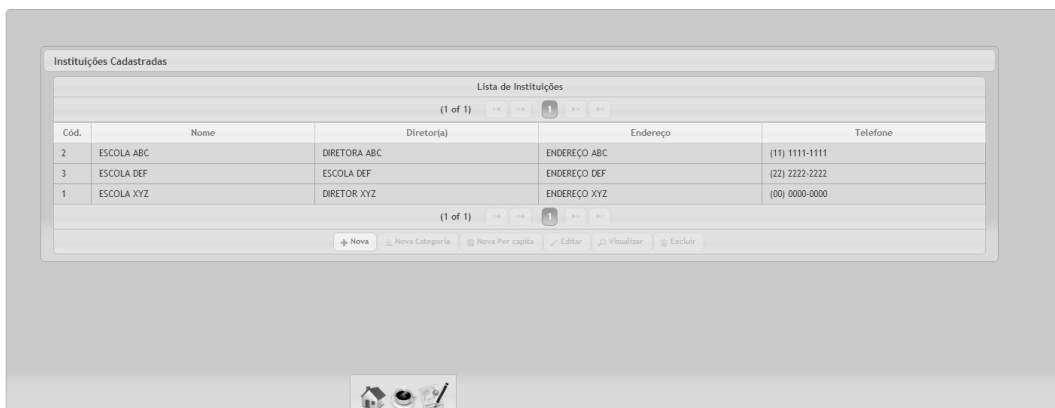 Instituições Cadastradas
Lista de Instituições
(1 of 1) 1
Cód. Nome Diretor(a) Endereço Telefone
2 ESCOLA ABC DIRETORA ABC ENDEREÇO ABC (11) 1111-1111
3 ESCOLA DEF ESCOLA DEF ENDEREÇO DEF (22) 2222-2222
1 ESCOLA XYZ DIRETOR XYZ ENDEREÇO XYZ (00) 0000-0000
(1 of 1) 1
Nova Nova Categoria Nova Per capita Editar Visualizar Excluir